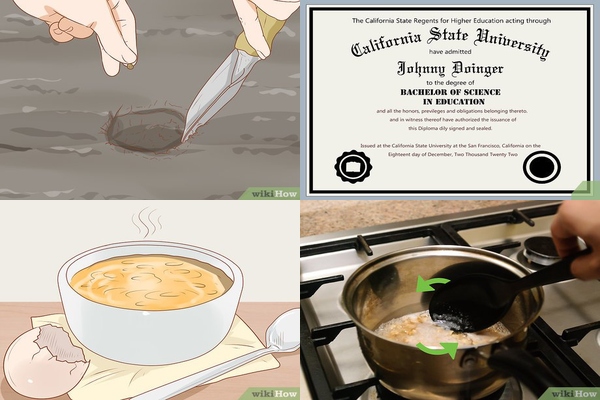 wikiHow
The California State Regents for Higher Education acting through
California State University
have admitted
Johnny Doinger
to the degree of
BACHELOR OF SCIENCE
IN EDUCATION
and all the honors, previleges and obligations belonging thereto.
and in witness thereof have authorized the issuance of
this Diploma dily signed and sealed.
Issued at the California State University at the San Francisco, California on the
Eighteen day of December, Two Thousand Twenty Two
wikiHow
wikiHow